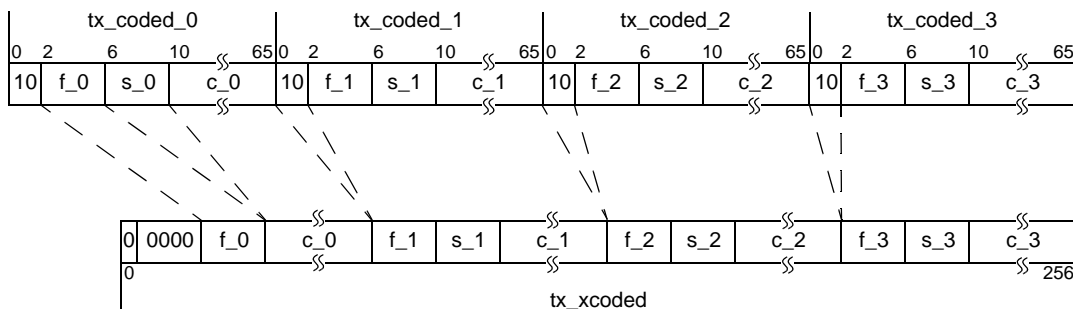 tx_coded_0 tx_coded_1 tx_coded_2 tx_coded_3
0 2 6 10 65 0 2 6 10 65 0 2 6 10 65 0 2 6 10 65
10 f_0 s_0 c_0 10 f_1 s_1 c_1 10 f_2 s_2 c_2 10 f_3 s_3 c_3
0 0000 f_0 c_0 f_1 s_1 c_1 f_2 s_2 c_2 f_3 s_3 c_3
0 256
tx_xcoded